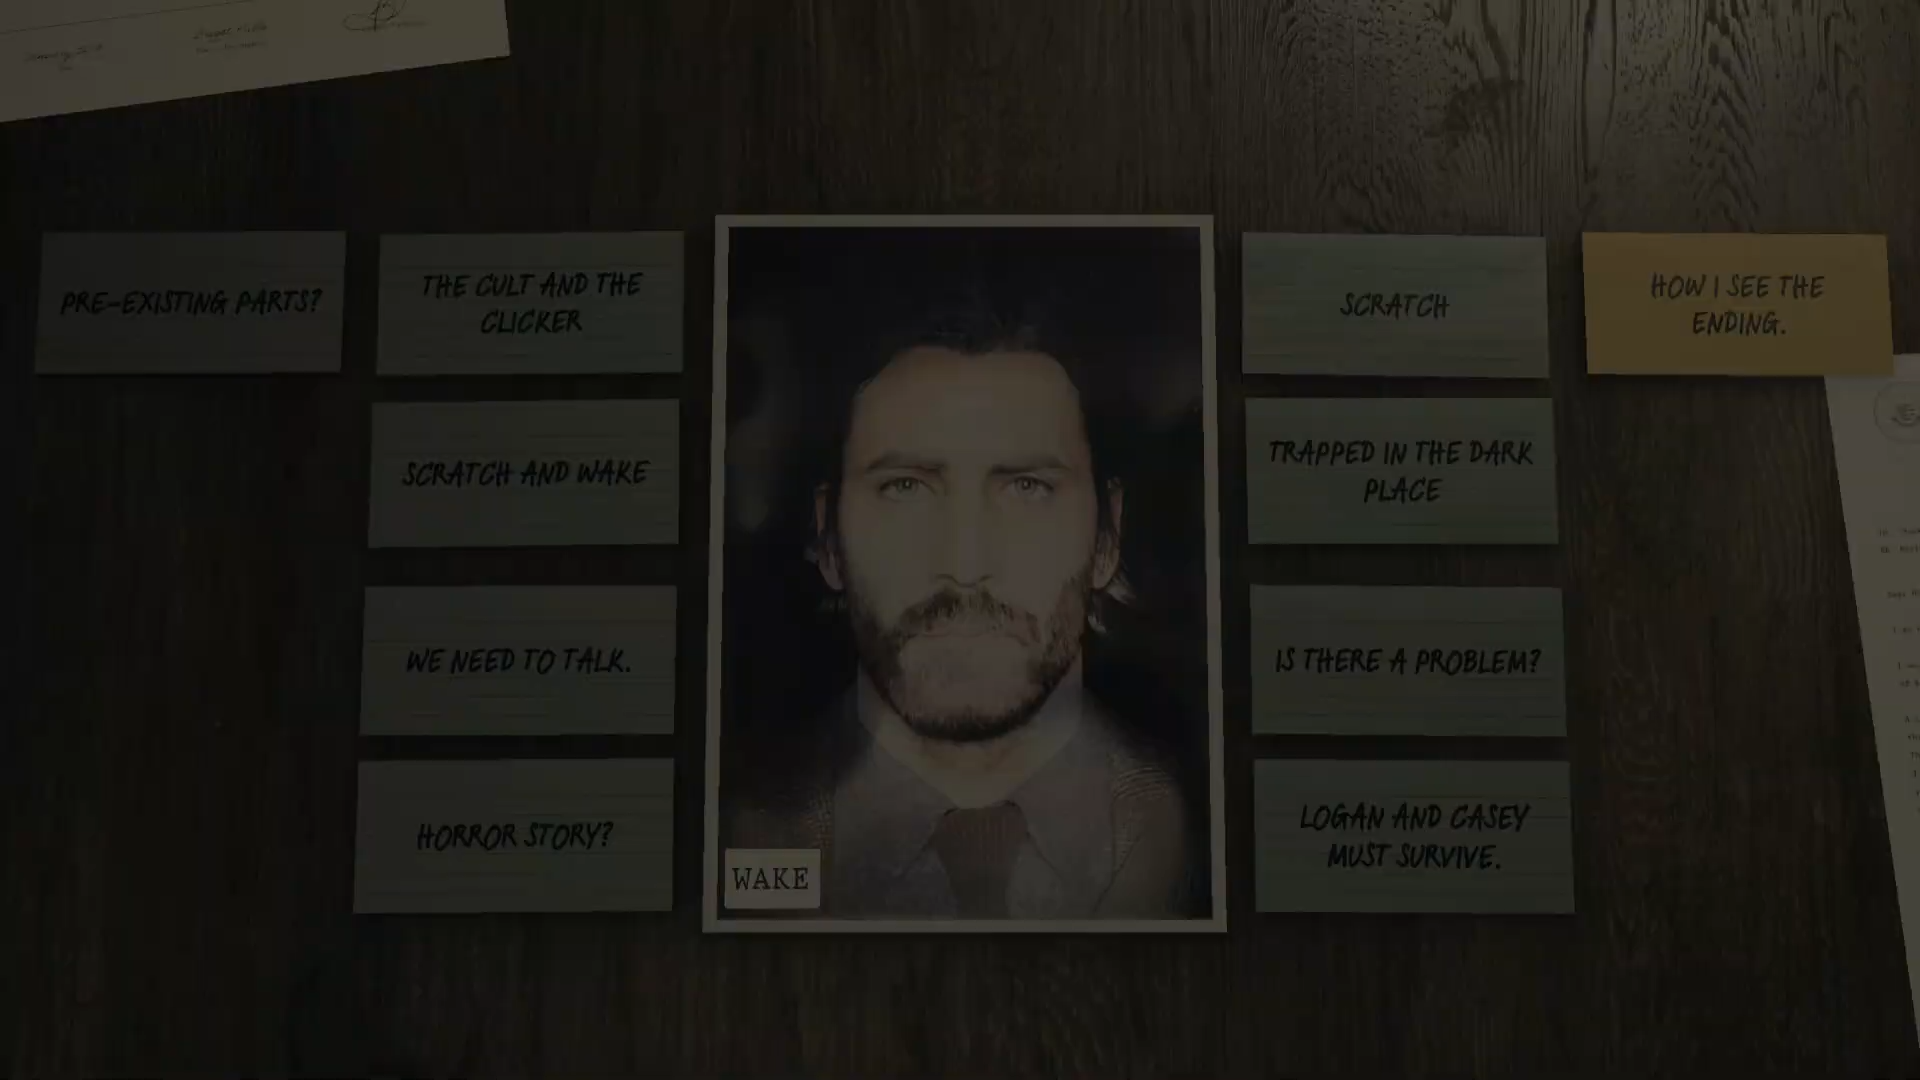 PRE-EXISTING PARTS?
THE CULT AND THE
CLICKER
SCRATCH
HOW I SEE THE
ENDING.
SCRATCH AND WAKE
TRAPPED IN THE DARK
PLACE
WE NEED TO TALK.
IS THERE A PROBLEM?
HORROR STORY?
WAKE
LOGAN AND CASEY
MUST SURVIVE.